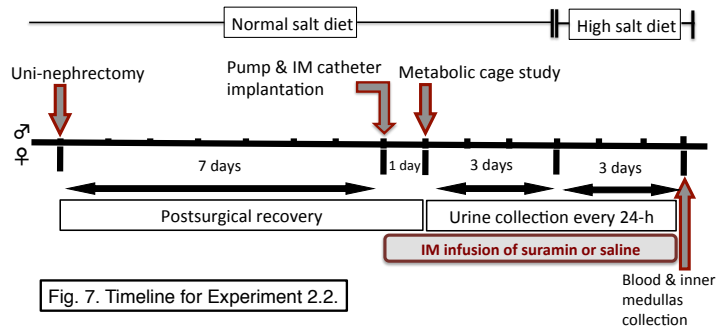 Normal salt diet
High salt diet
Uni-nephrectomy
Pump & IM catheter
implantation
Metabolic cage study
♂
♀
7 days
1 day
3 days
3 days
Postsurgical recovery
Urine collection every 24-h
IM infusion of suramin or saline
Blood & inner
medullas
collection
Fig. 7. Timeline for Experiment 2.2.